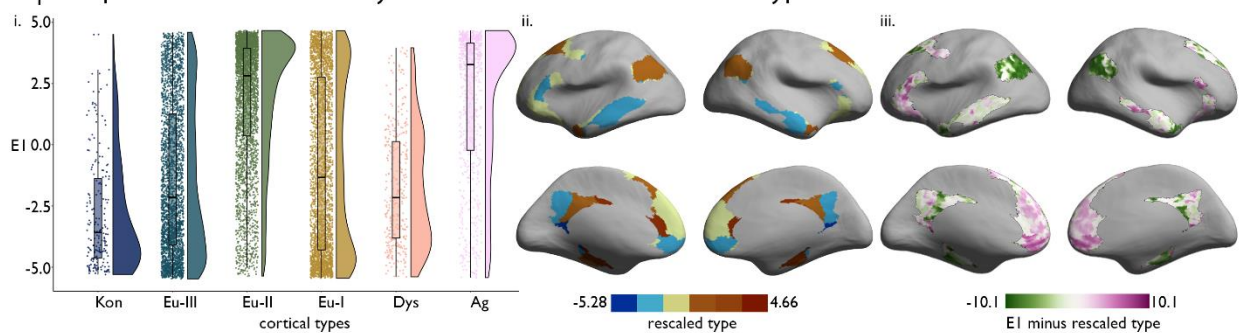 i.
5.0
2.5
E1 0.0
-2.5
-5.0
Kon Eu-III Eu-II Eu-I Dys Ag
cortical types
ii.
-5.28 4.66
rescaled type
iii.
-10.1 10.1
E1 minus rescaled type